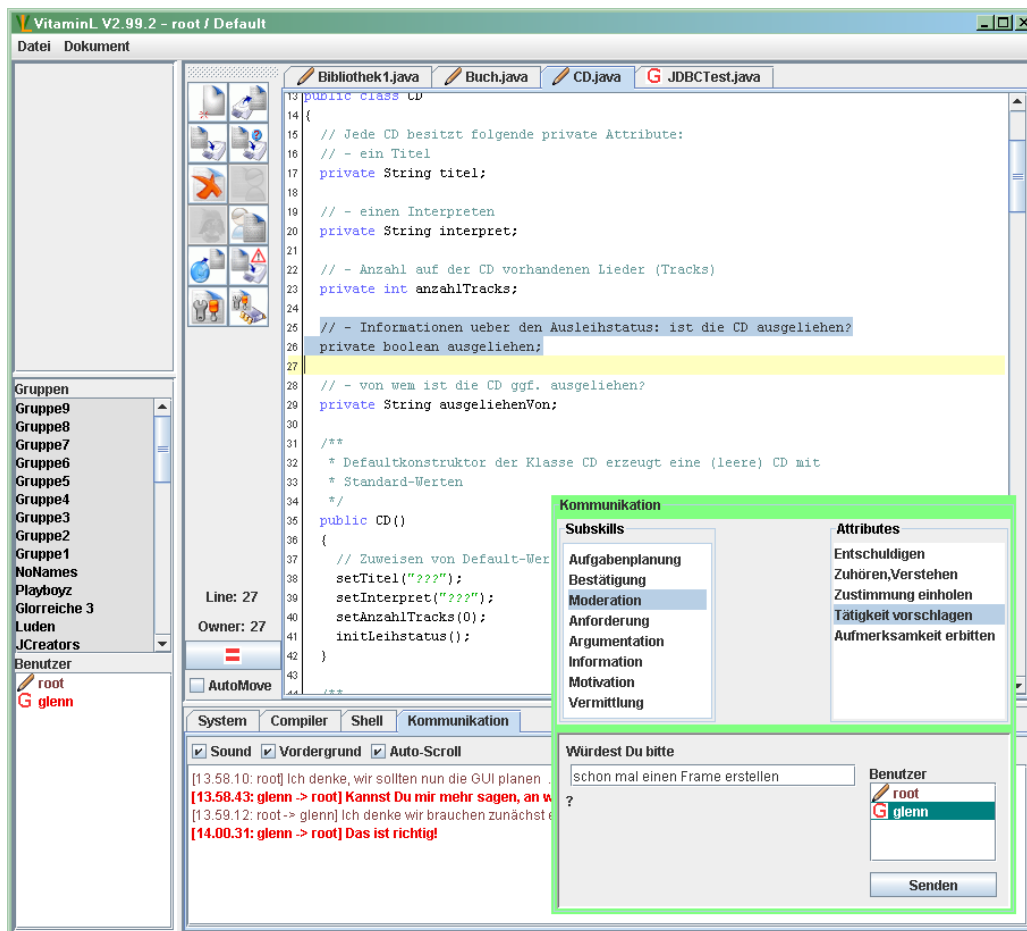 VitaminL V2.99.2 - root / Default
Datei Dokument
Bibliothek1.java Buch.java CD.java G JDBCTest.java
13 public class CD
14 {
15 // Jede CD besitzt folgende private Attribute:
16 // - ein Titel
17 private String titel;
18
19 // - einen Interpreten
20 private String interpret;
21
22 // - Anzahl auf der CD vorhandenen Lieder (Tracks)
23 private int anzahlTracks;
24
25 // - Informationen ueber den Ausleihstatus: ist die CD ausgeliehen?
26 private boolean ausgeliehen;
27
28 // - von wem ist die CD ggf. ausgeliehen?
29 private String ausgeliehenVon;
30
31 /**
32 * Defaultkonstruktor der Klasse CD erzeugt eine (leere) CD mit
33 * Standard-Werten
34 */
35 public CD()
36 {
37 // Zuweisen von Default-Wer
38 setTitel("???");
39 setInterpret("???");
40 setAnzahlTracks(0);
41 initLeihstatus();
42 }
43
44 /**
Line: 27
Owner: 27
AutoMove
Gruppen
Gruppe9
Gruppe8
Gruppe7
Gruppe6
Gruppe5
Gruppe4
Gruppe3
Gruppe2
Gruppe1
NoNames
Playboyz
Glorreiche 3
Luden
JCreators
Benutzer
root
G glenn
System Compiler Shell Kommunikation
Sound Vordergrund Auto-Scroll
[13.58.10: root] Ich denke, wir sollten nun die GUI planen .
[13.58.43: glenn -> root] Kannst Du mir mehr sagen, an w
[13.59.12: root -> glenn] Ich denke wir brauchen zunächst e
[14.00.31: glenn -> root] Das ist richtig!
Kommunikation
Subskills
Aufgabenplanung
Bestätigung
Moderation
Anforderung
Argumentation
Information
Motivation
Vermittlung
Attributes
Entschuldigen
Zuhören,Verstehen
Zustimmung einholen
Tätigkeit vorschlagen
Aufmerksamkeit erbitten
Würdest Du bitte
schon mal einen Frame erstellen
?
Benutzer
root
G glenn
Senden